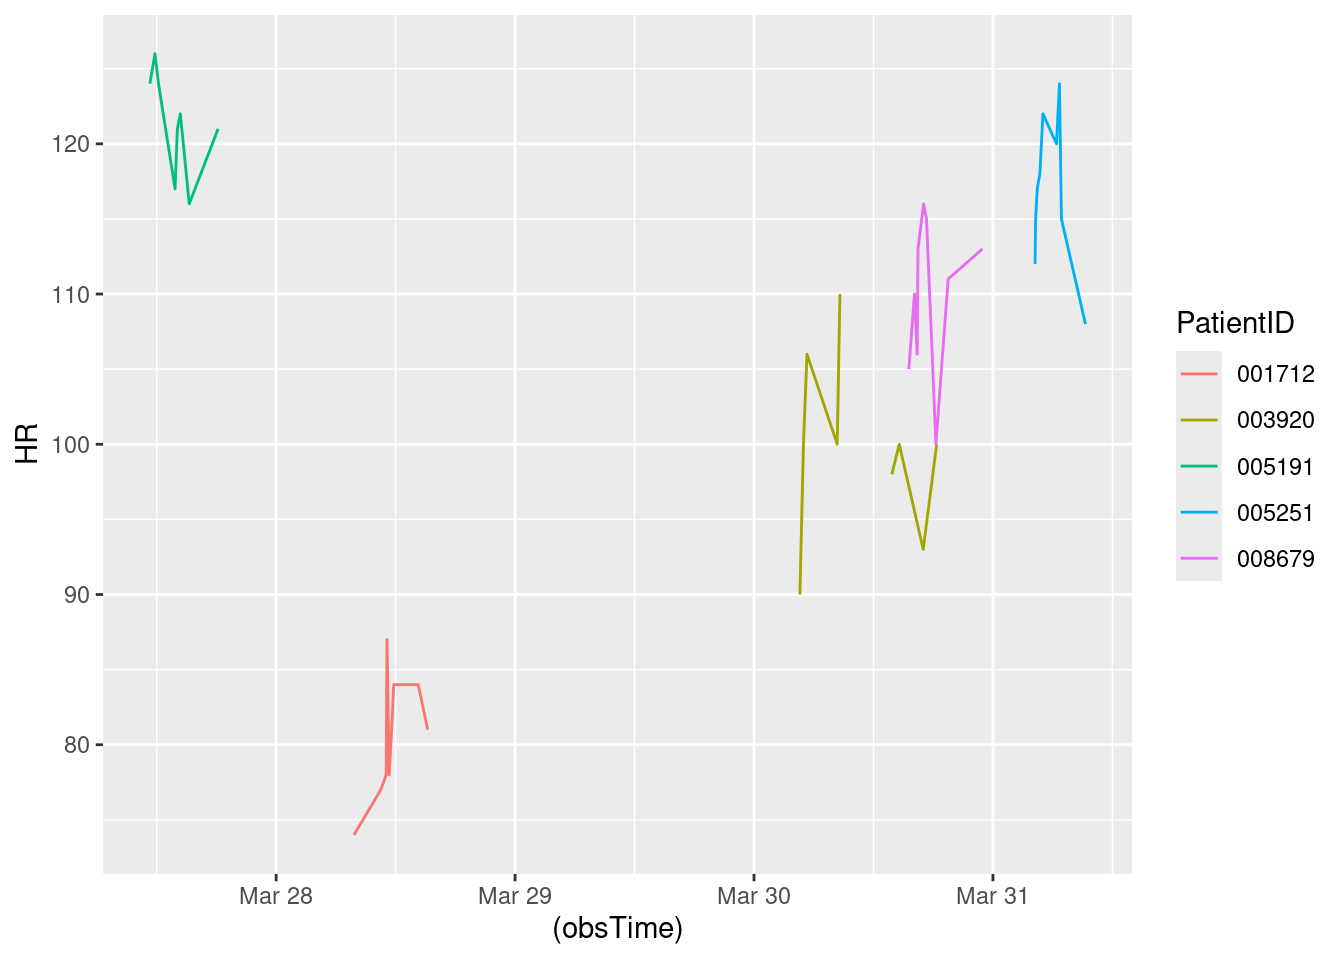 HR
120
110
100
90
80
Mar 28
Mar 29
Mar 30
Mar 31
(obsTime)
PatientID
001712
003920
005191
005251
008679